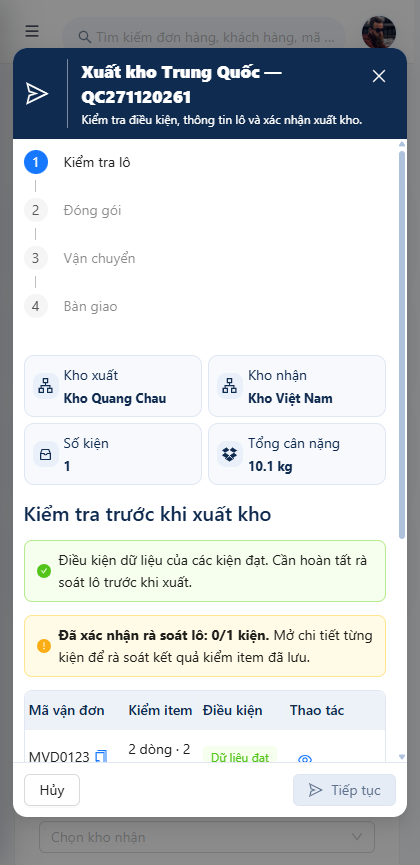 Tìm kiếm đơn hàng, khách hàng, mã ...
Xuất kho Trung Quốc —
QC271120261
Kiểm tra điều kiện, thông tin lô và xác nhận xuất kho.
1 Kiểm tra lô
2 Đóng gói
3 Vận chuyển
4 Bàn giao
Kho xuất
Kho Quang Chau
Kho nhận
Kho Việt Nam
Số kiện
1
Tổng cân nặng
10.1 kg
Kiểm tra trước khi xuất kho
Điều kiện dữ liệu của các kiện đạt. Cần hoàn tất rà
soát lô trước khi xuất.
Đã xác nhận rà soát lô: 0/1 kiện. Mở chi tiết từng
kiện để rà soát kết quả kiểm item đã lưu.
Mã vận đơn Kiểm item Điều kiện Thao tác
MVD0123 2 dòng · 2 Dữ liệu đạt
Hủy Tiếp tục
Chọn kho nhận